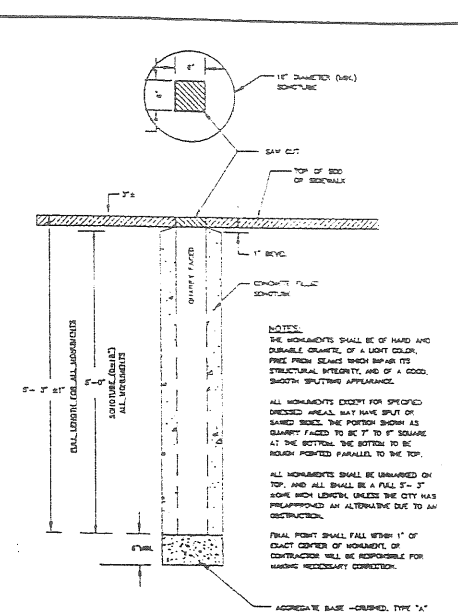 6"
6"
18" DIAMETER (MIN.)
SONOTUBE
SAW CUT
TOP OF SOD
OR SIDEWALK
3"±
1" BEVEL
QUARRY FACED
CONCRETE FILLED
SONOTUBE
FULL LENGTH FOR ALL MONUMENTS
SONOTUBE
ALL MONUMENTS
5'-0"
5'- 3" ±1"
6" MIN.
NOTES:
THE MONUMENTS SHALL BE OF HARD AND
DURABLE GRANITE, OF A LIGHT COLOR,
FREE FROM SEAMS WHICH IMPAIR ITS
STRUCTURAL INTEGRITY, AND OF A GOOD,
SMOOTH SPLITTING APPEARANCE.
ALL MONUMENTS EXCEPT FOR SPECIFIED
DRESSED AREAS, MAY HAVE SPLIT OR
SAWED SIDES. THE PORTION SHOWN AS
QUARRY FACED TO BE 7" TO 9" SQUARE
AT THE BOTTOM. THE BOTTOM TO BE
ROUGH POINTED PARALLEL TO THE TOP.
ALL MONUMENTS SHALL BE UNMARKED ON
TOP, AND ALL SHALL BE A FULL 5'- 3"
±ONE INCH LENGTH, UNLESS THE CITY HAS
PREAPPROVED AN ALTERNATIVE DUE TO AN
OBSTRUCTION.
FINAL POINT SHALL FALL WITHIN 1" OF
EXACT CENTER OF MONUMENT, OR
CONTRACTOR WILL BE RESPONSIBLE FOR
MAKING NECESSARY CORRECTION.
AGGREGATE BASE -CRUSHED, TYPE "A"